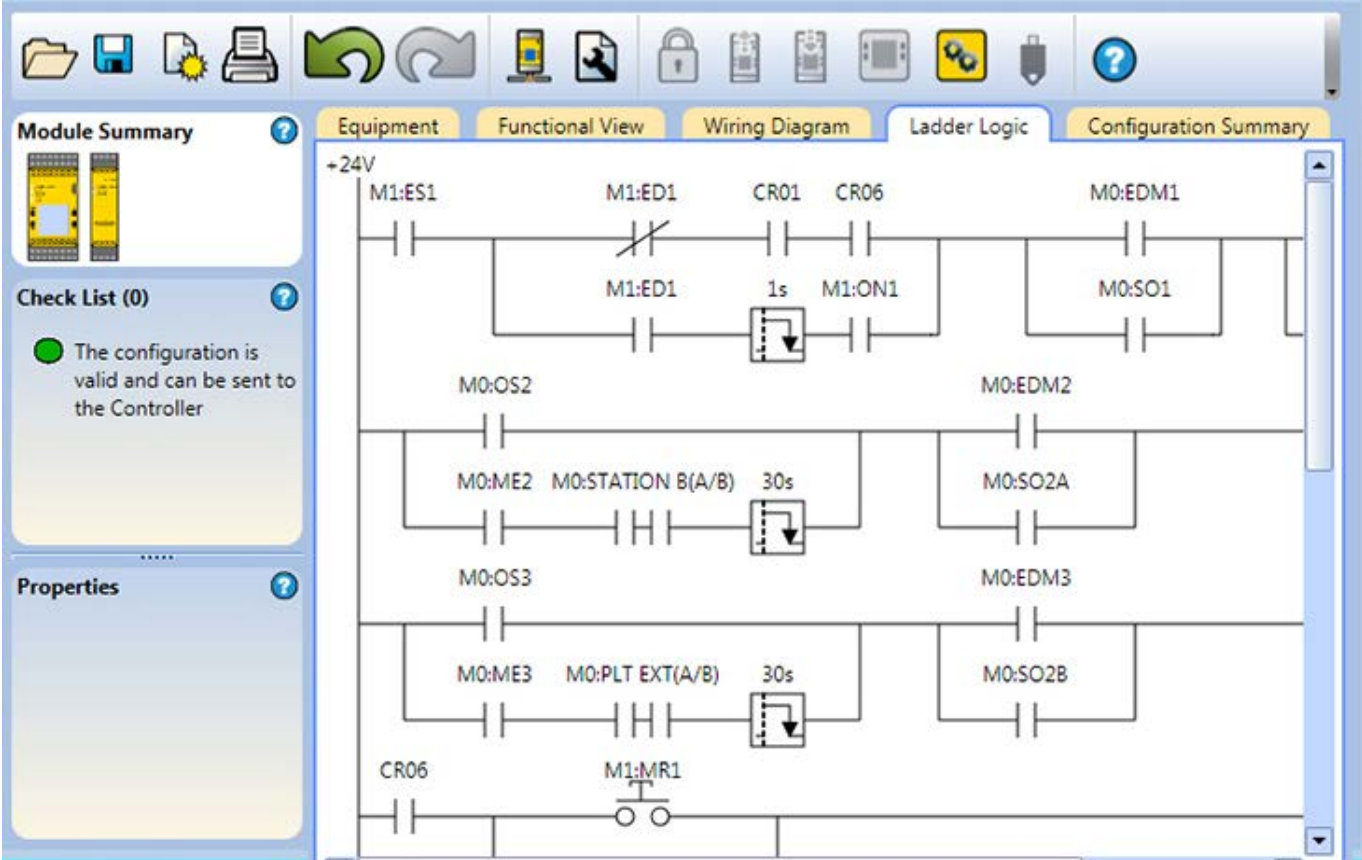 Module Summary
Equipment
Functional View
Wiring Diagram
Ladder Logic
Configuration Summary
Check List (0)
The configuration is
valid and can be sent to
the Controller
Properties
+24V
M1:ES1 M1:ED1 CR01 CR06 M0:EDM1
M1:ED1 1s M1:ON1 M0:SO1
M0:OS2 M0:EDM2
M0:ME2 M0:STATION B(A/B) 30s M0:SO2A
M0:OS3 M0:EDM3
M0:ME3 M0:PLT EXT(A/B) 30s M0:SO2B
CR06 M1:MR1